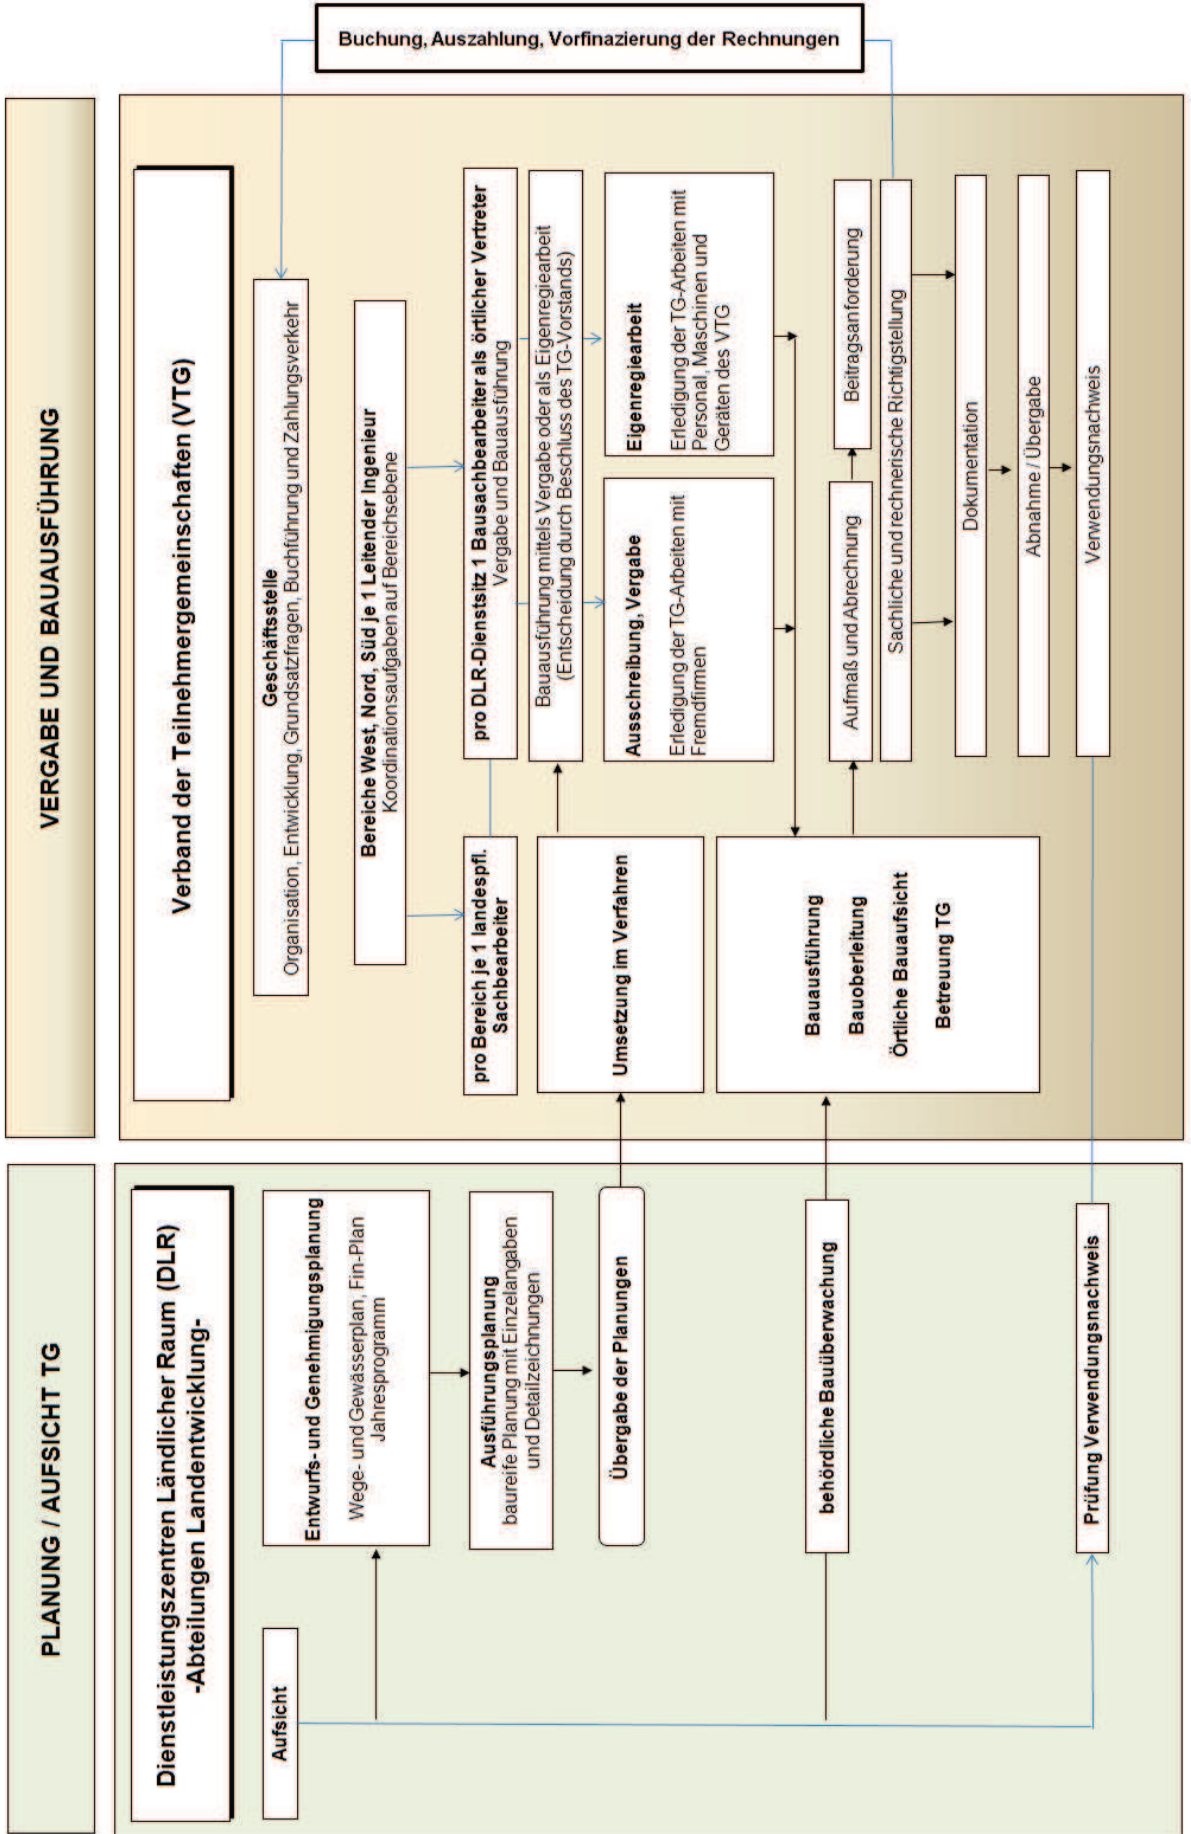 PLANUNG / AUFSICHT TG
Dienstleistungszentren Ländlicher Raum (DLR)
-Abteilungen Landentwicklung-
Aufsicht
Entwurfs- und Genehmigungsplanung
Wege- und Gewässerplan, Fin-Plan
Jahresprogramm
Ausführungsplanung
baureife Planung mit Einzelangaben
und Detailzeichnungen
Übergabe der Planungen
behördliche Bauüberwachung
Prüfung Verwendungsnachweis
VERGABE UND BAUAUSFÜHRUNG
Verband der Teilnehmergemeinschaften (VTG)
Geschäftsstelle
Organisation, Entwicklung, Grundsatzfragen, Buchführung und Zahlungsverkehr
Bereiche West, Nord, Süd je 1 Leitender Ingenieur
Koordinationsaufgaben auf Bereichsebene
pro Bereich je 1 landespfl.
Sachbearbeiter
pro DLR-Dienstsitz 1 Bausachbearbeiter als örtlicher Vertreter
Vergabe und Bauausführung
Umsetzung im Verfahren
Bauausführung mittels Vergabe oder als Eigenregiearbeit
(Entscheidung durch Beschluss des TG-Vorstands)
Ausschreibung, Vergabe
Erledigung der TG-Arbeiten mit
Fremdfirmen
Eigenregiearbeit
Erledigung der TG-Arbeiten mit
Personal, Maschinen und
Geräten des VTG
Bauausführung
Bauoberleitung
Örtliche Bauaufsicht
Betreuung TG
Aufmaß und Abrechnung
Beitragsanforderung
Sachliche und rechnerische Richtigstellung
Dokumentation
Abnahme / Übergabe
Verwendungsnachweis
Buchung, Auszahlung, Vorfinazierung der Rechnungen